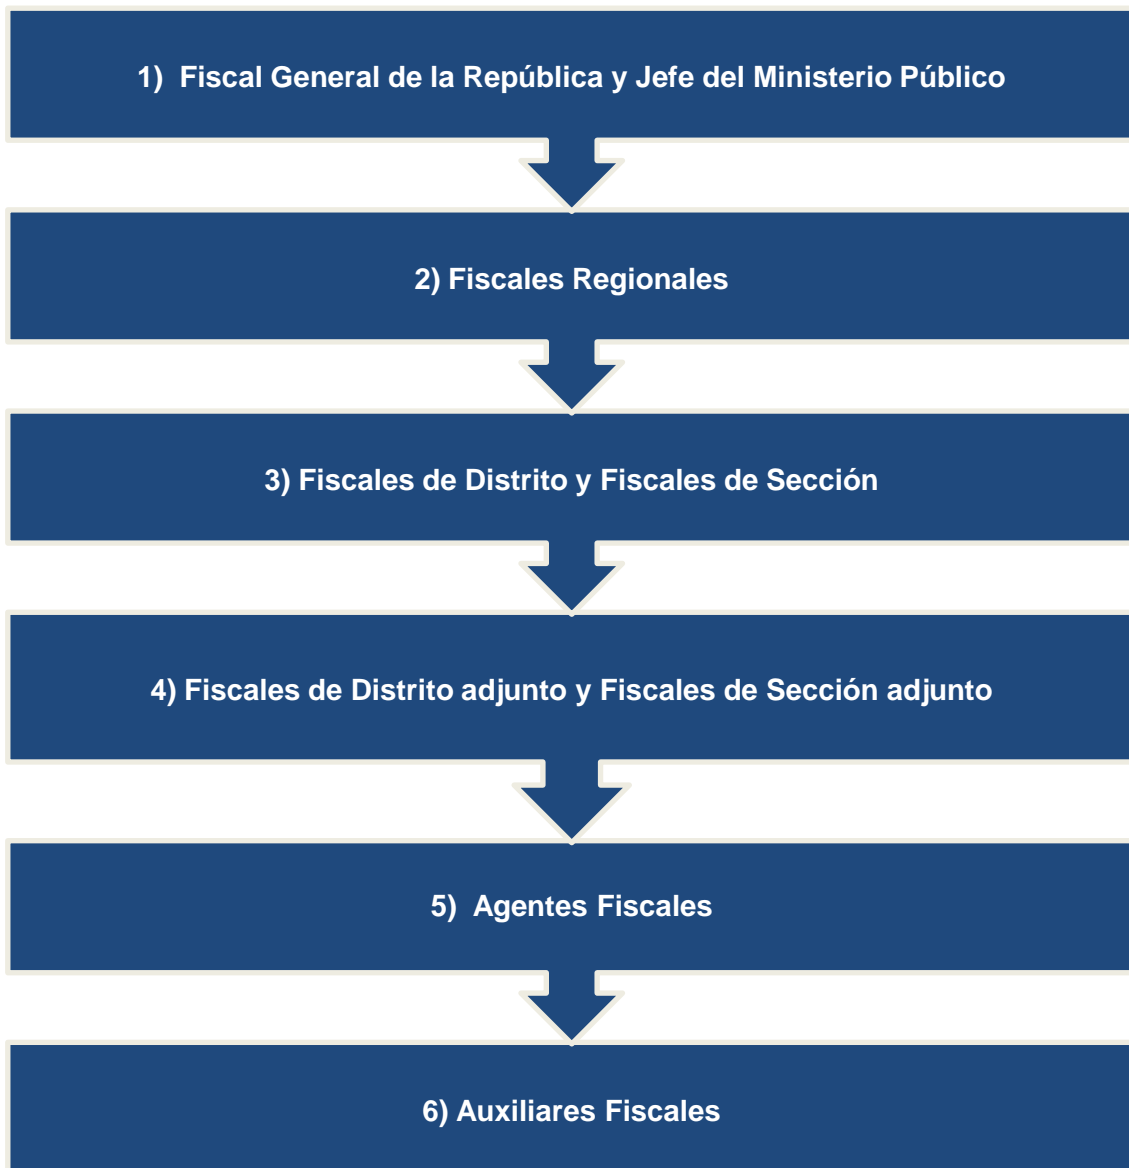 1) Fiscal General de la República y Jefe del Ministerio Público
2) Fiscales Regionales
3) Fiscales de Distrito y Fiscales de Sección
4) Fiscales de Distrito adjunto y Fiscales de Sección adjunto
5) Agentes Fiscales
6) Auxiliares Fiscales